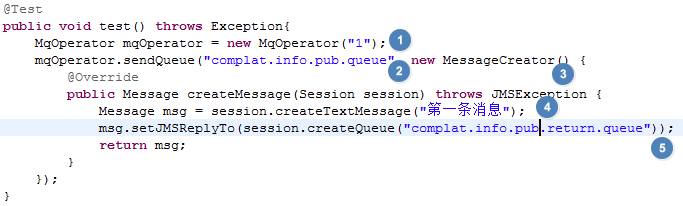 @Test
public void test() throws Exception{
    MqOperator mqOperator = new MqOperator("1"); 1
    mqOperator.sendQueue("complat.info.pub.queue", new MessageCreator() { 2 3
        @Override
        public Message createMessage(Session session) throws JMSException {
            Message msg = session.createTextMessage("第一条消息"); 4
            msg.setJMSReplyTo(session.createQueue("complat.info.pub.return.queue")); 5
            return msg;
        }
    });
}